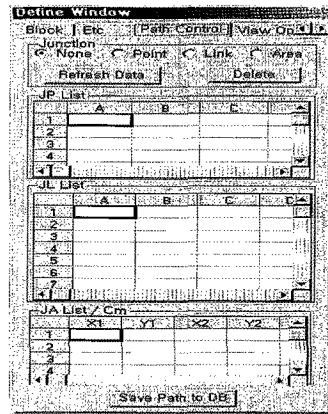 Define Window
Block Etc Path Control View Op
Junction
None Point Link Area
Refresh Data Delete
JP List
A B C
1
2
3
4
JL List
A B C
1
2
3
4
5
6
7
JA List / Cm
X1 Y1 X2 Y2
1
2
3
4
Save Path to DB